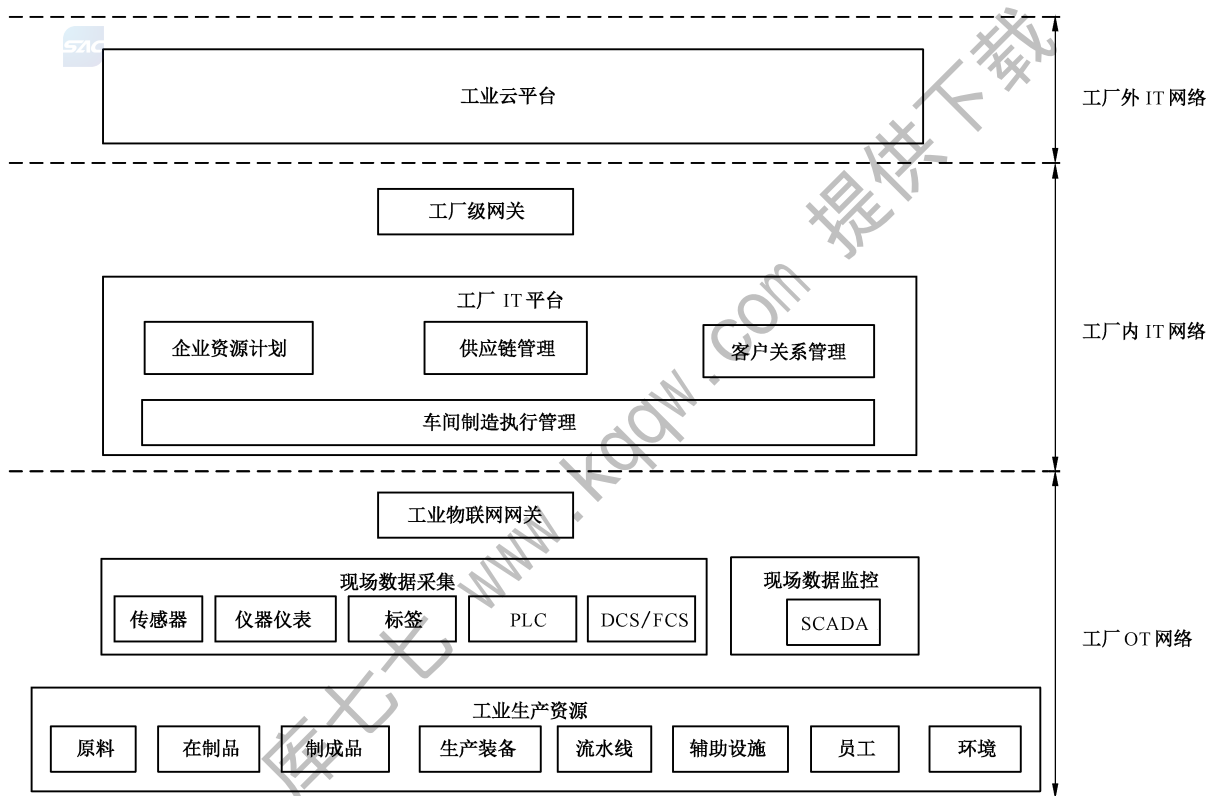 SAC
工业云平台
工厂外 IT 网络
工厂级网关
工厂 IT 平台
企业资源计划
供应链管理
客户关系管理
车间制造执行管理
工厂内 IT 网络
工业物联网网关
现场数据采集
传感器
仪器仪表
标签
PLC
DCS/FCS
现场数据监控
SCADA
工厂 OT 网络
工业生产资源
原料
在制品
制成品
生产装备
流水线
辅助设施
员工
环境
库七七 www.kqqw.com 提供下载